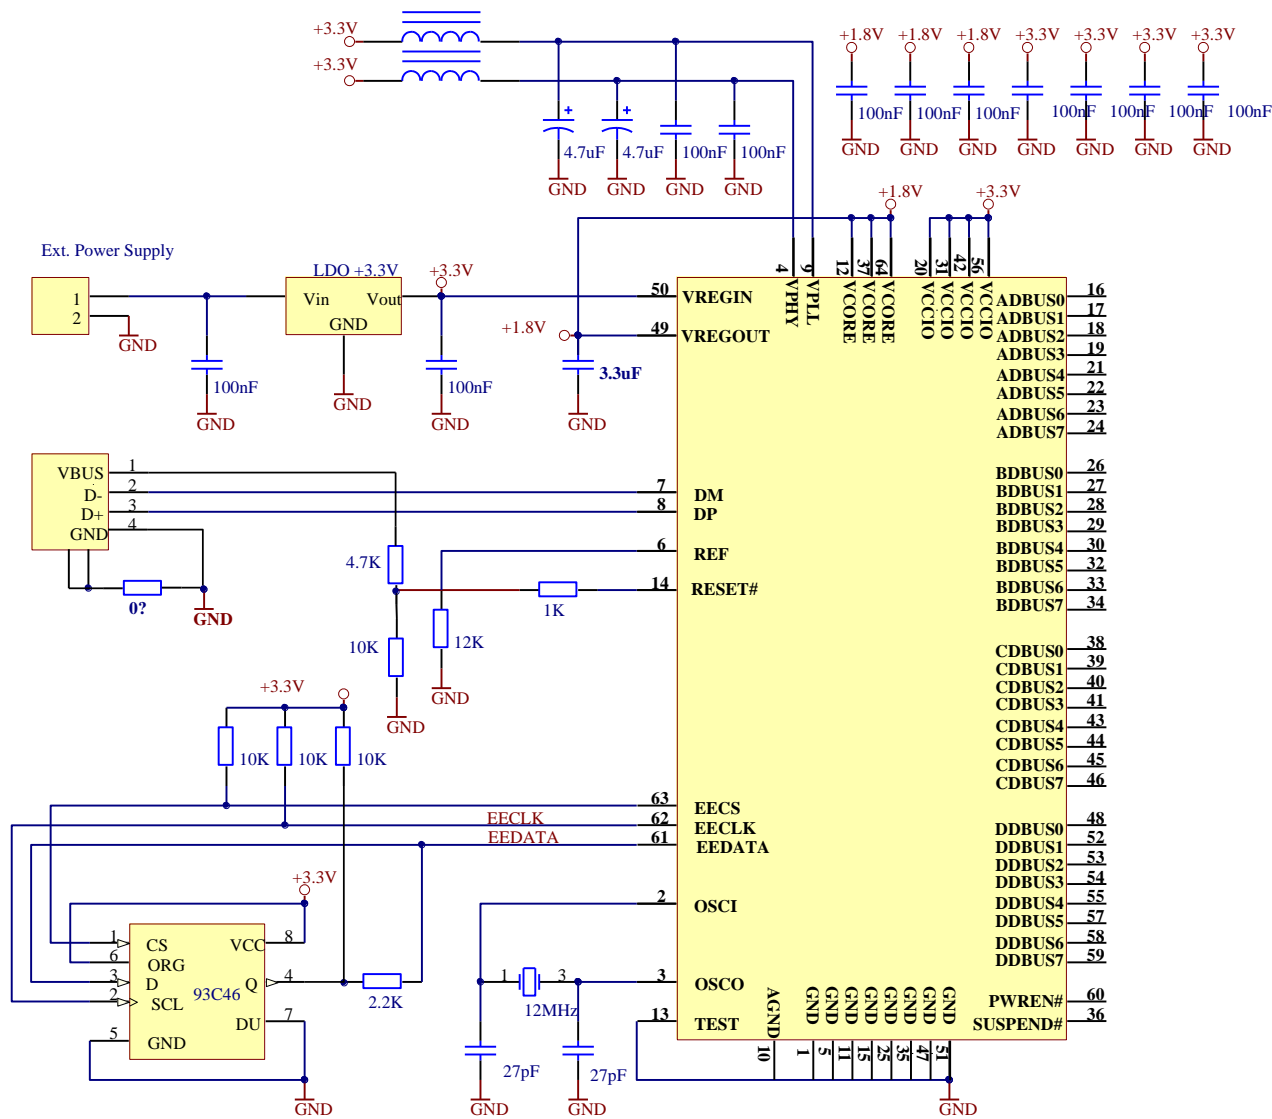 +3.3V
+3.3V
+
+
4.7uF
4.7uF
100nF
100nF
GND
GND
GND
GND
+1.8V
+1.8V
+1.8V
+3.3V
+3.3V
+3.3V
+3.3V
100nF
100nF
100nF
100nF
100nF
100nF
100nF
GND
GND
GND
GND
GND
GND
GND
+1.8V
+3.3V
Ext. Power Supply
1
2
GND
100nF
GND
LDO +3.3V
Vin
Vout
GND
GND
+3.3V
100nF
GND
+1.8V
3.3uF
GND
VBUS
D-
D+
GND
1
2
3
4
0?
GND
4.7K
10K
GND
1K
12K
GND
+3.3V
10K
10K
10K
EECLK
EEDATA
+3.3V
1
6
3
2
5
CS
ORG
D
SCL
GND
93C46
VCC
Q
DU
8
4
7
2.2K
GND
1
3
12MHz
27pF
27pF
GND
GND
50
49
7
8
6
14
63
62
61
2
3
13
VREGIN
VREGOUT
DM
DP
REF
RESET#
EECS
EECLK
EEDATA
OSCI
OSCO
TEST
4
9
12
37
64
20
31
42
56
VPHY
VPLL
VCORE
VCORE
VCORE
VCCIO
VCCIO
VCCIO
VCCIO
ADBUS0 16
ADBUS1 17
ADBUS2 18
ADBUS3 19
ADBUS4 21
ADBUS5 22
ADBUS6 23
ADBUS7 24
BDBUS0 26
BDBUS1 27
BDBUS2 28
BDBUS3 29
BDBUS4 30
BDBUS5 32
BDBUS6 33
BDBUS7 34
CDBUS0 38
CDBUS1 39
CDBUS2 40
CDBUS3 41
CDBUS4 43
CDBUS5 44
CDBUS6 45
CDBUS7 46
DDBUS0 48
DDBUS1 52
DDBUS2 53
DDBUS3 54
DDBUS4 55
DDBUS5 57
DDBUS6 58
DDBUS7 59
PWREN# 60
SUSPEND# 36
AGND
GND
GND
GND
GND
GND
GND
GND
GND
10
1
5
11
15
25
35
47
51
GND